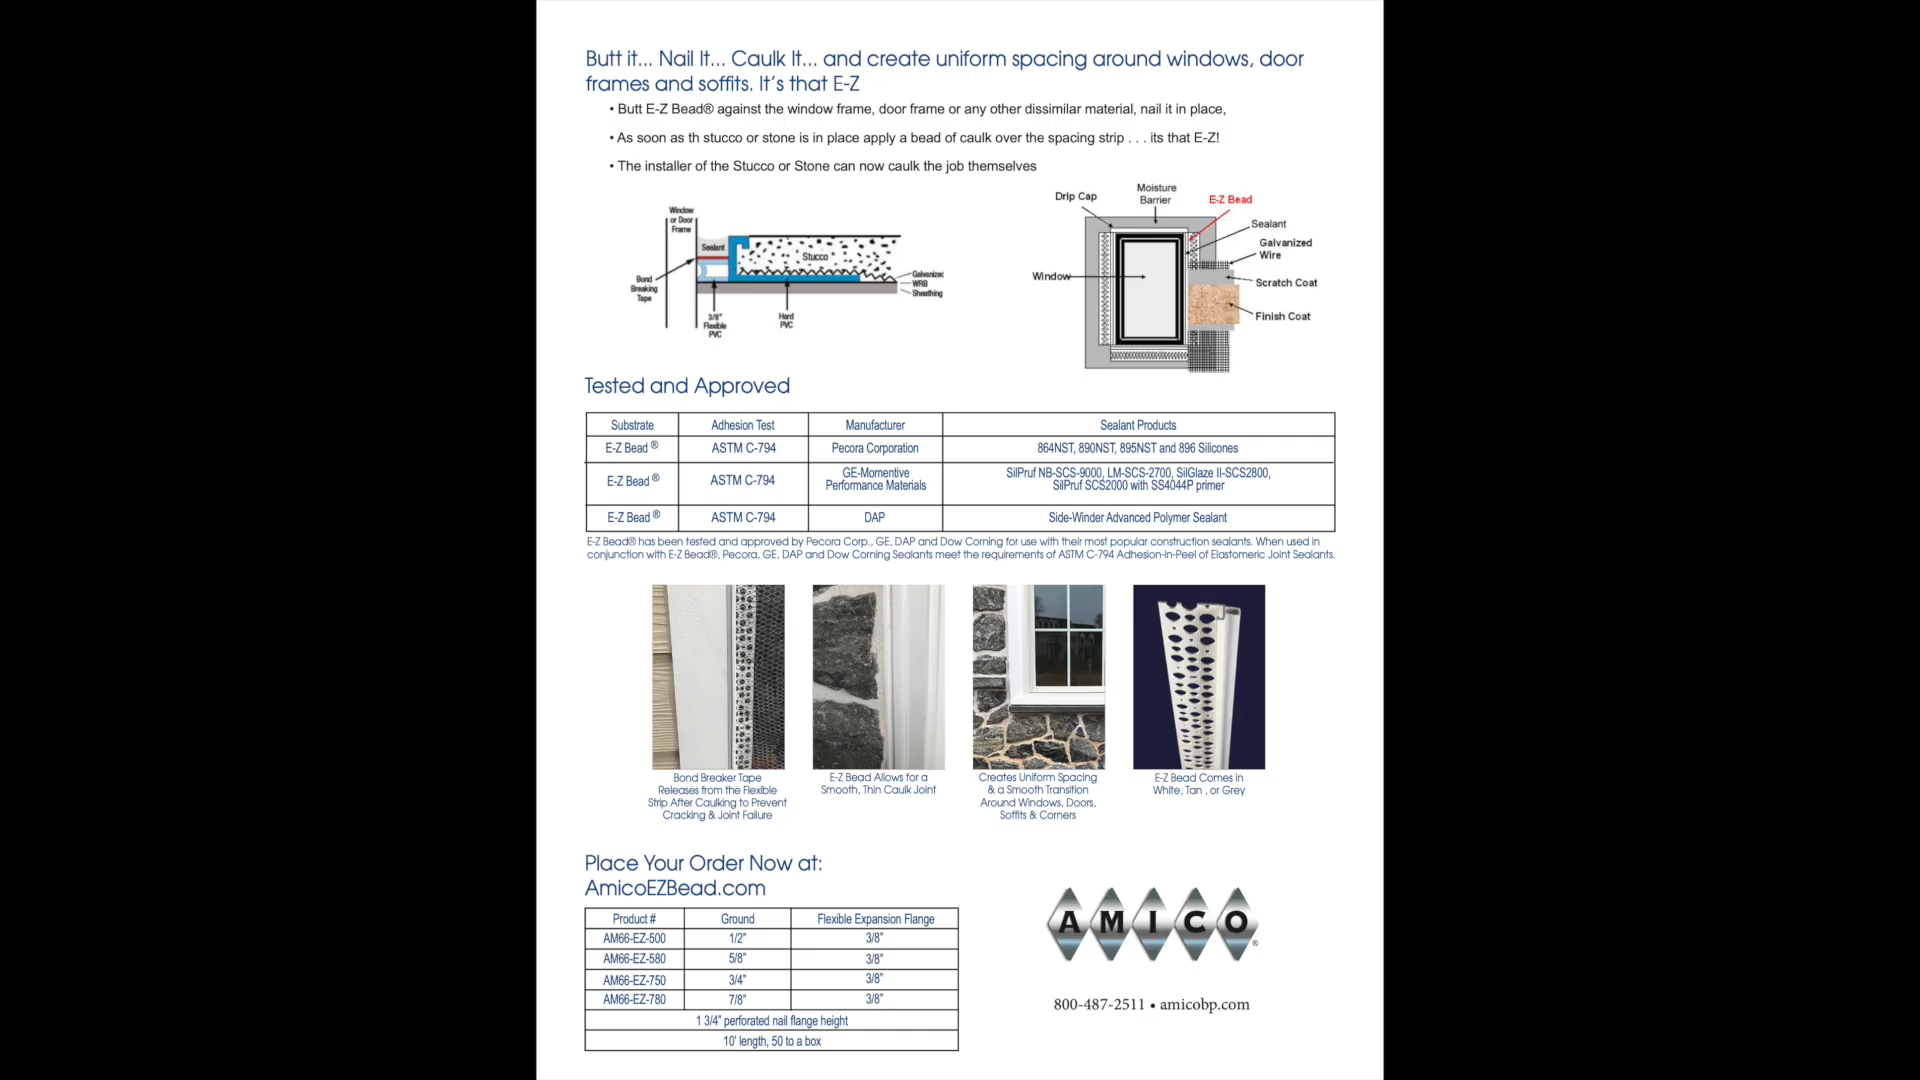 Butt it... Nail It... Caulk It... and create uniform spacing around windows, door
frames and soffits. It's that E-Z
• Butt E-Z Bead® against the window frame, door frame or any other dissimilar material, nail it in place,
• As soon as th stucco or stone is in place apply a bead of caulk over the spacing strip . . . its that E-Z!
• The installer of the Stucco or Stone can now caulk the job themselves
Window
or Door
Frame
Sealant
Stucco
Bond
Breaking
Tape
3/8"
Flexible
PVC
Hard
PVC
Galvanized
WRB
Sheathing
Drip Cap
Moisture
Barrier
E-Z Bead
Sealant
Galvanized
Wire
Window
Scratch Coat
Finish Coat
Tested and Approved
Substrate Adhesion Test Manufacturer Sealant Products
E-Z Bead ® ASTM C-794 Pecora Corporation 864NST, 890NST, 895NST and 896 Silicones
E-Z Bead ® ASTM C-794 GE-Momentive Performance Materials SilPruf NB-SCS-9000, LM-SCS-2700, SilGlaze II-SCS2800,
SilPruf SCS2000 with SS4044P primer
E-Z Bead ® ASTM C-794 DAP Side-Winder Advanced Polymer Sealant
E-Z Bead® has been tested and approved by Pecora Corp., GE, DAP and Dow Corning for use with their most popular construction sealants. When used in
conjunction with E-Z Bead®, Pecora, GE, DAP and Dow Corning Sealants meet the requirements of ASTM C-794 Adhesion-in-Peel of Elastomeric Joint Sealants.
Bond Breaker Tape
Releases from the Flexible
Strip After Caulking to Prevent
Cracking & Joint Failure
E-Z Bead Allows for a
Smooth, Thin Caulk Joint
Creates Uniform Spacing
& a Smooth Transition
Around Windows, Doors,
Soffits & Corners
E-Z Bead Comes in
White, Tan , or Grey
Place Your Order Now at:
AmicoEZBead.com
Product # Ground Flexible Expansion Flange
AM66-EZ-500 1/2" 3/8"
AM66-EZ-580 5/8" 3/8"
AM66-EZ-750 3/4" 3/8"
AM66-EZ-780 7/8" 3/8"
1 3/4" perforated nail flange height
10' length, 50 to a box
AMICO®
800-487-2511 • amicobp.com